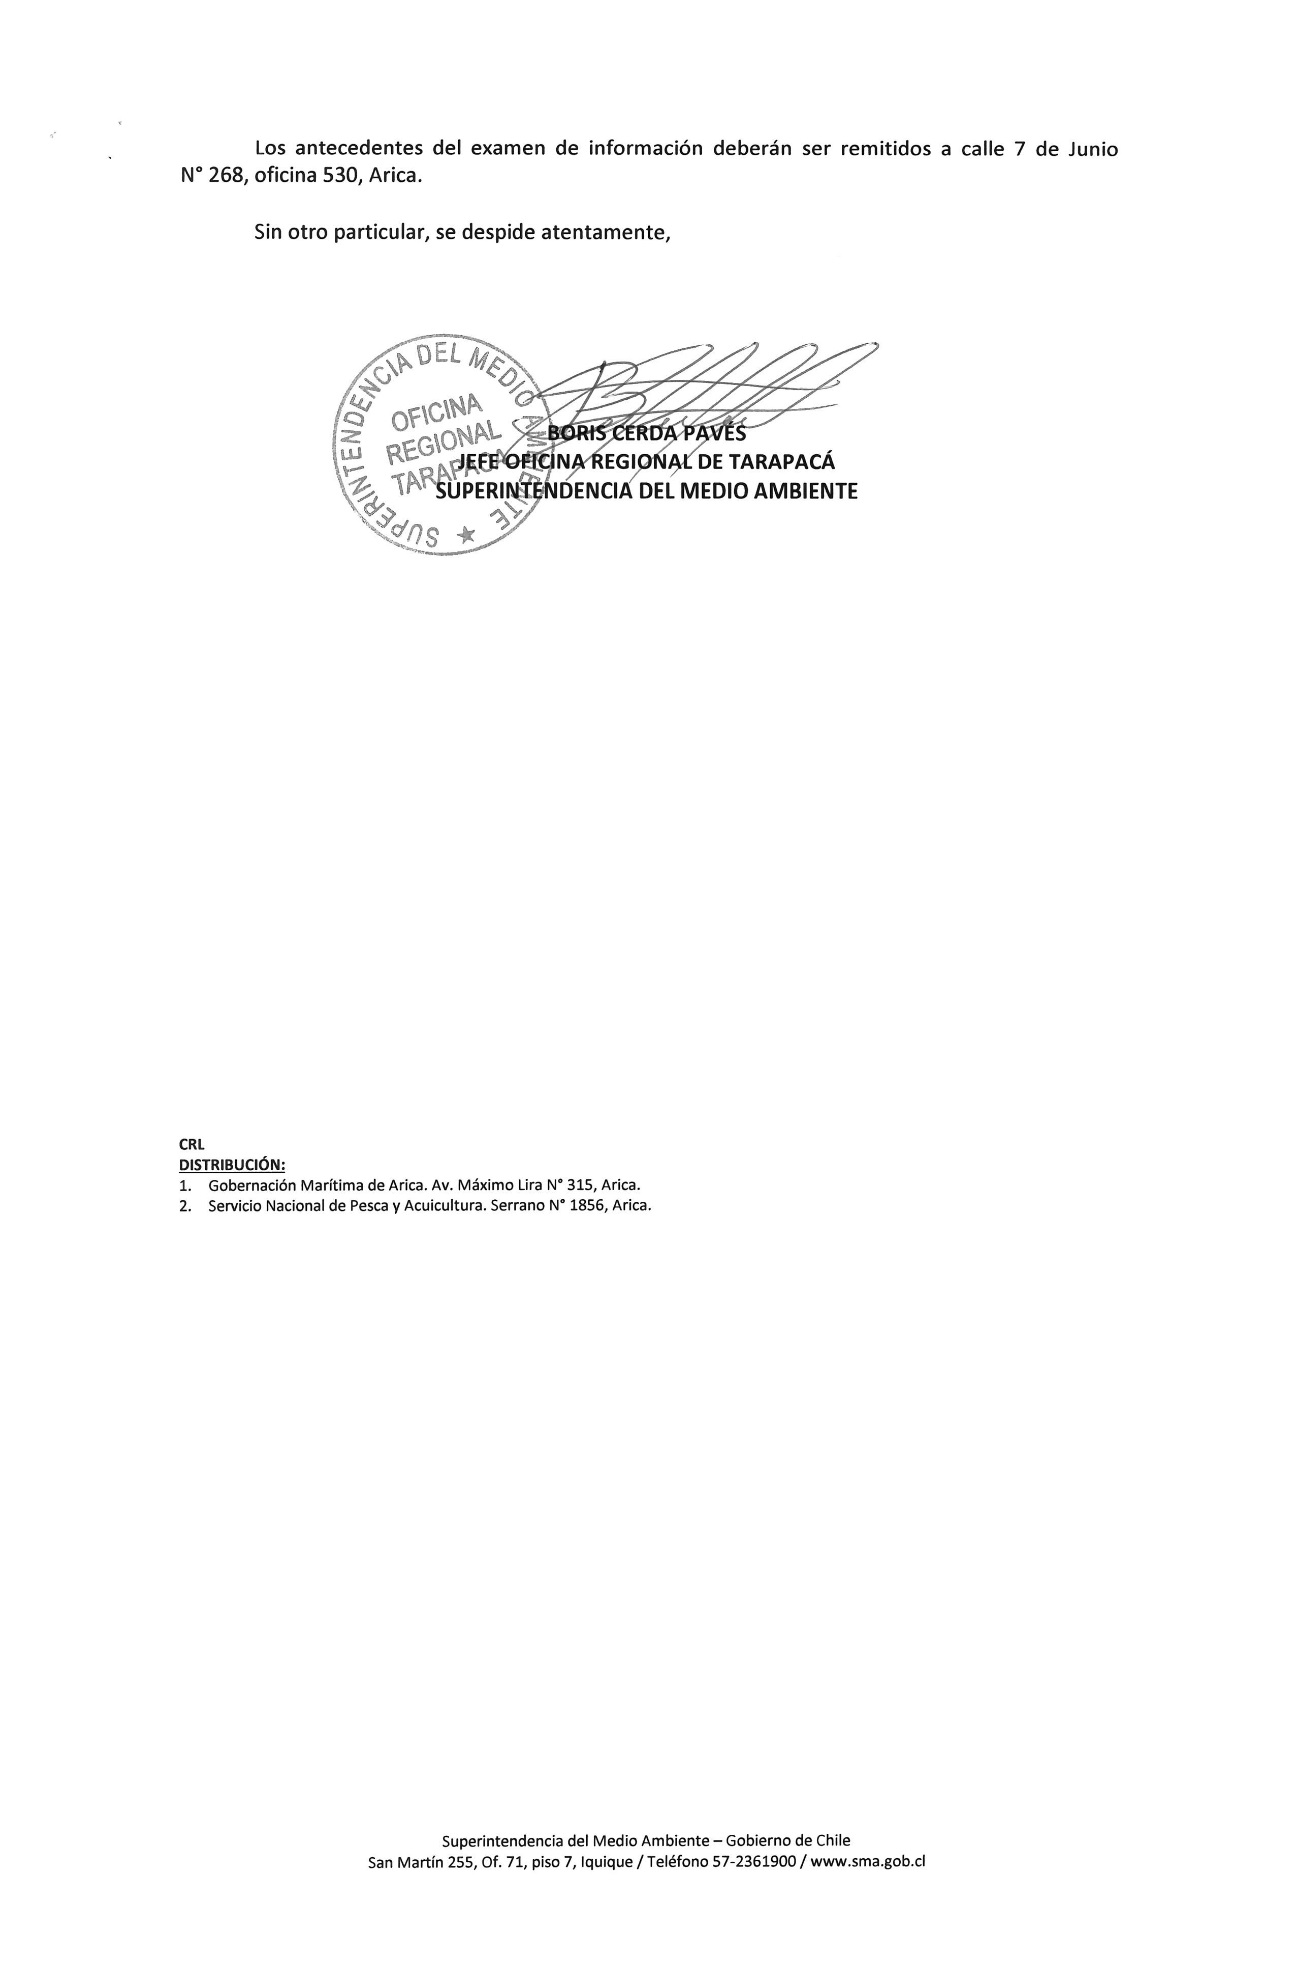 Los antecedentes del examen de información deberán ser remitidos a calle 7 de Junio
N° 268, oficina 530, Arica.
Sin otro particular, se despide atentamente,
SUPERINTENDENCIA DEL MEDIO AMBIENTE ★
OFICINA
REGIONAL
TARAPACA
BORIS CERDA PAVÉS
JEFE OFICINA REGIONAL DE TARAPACÁ
SUPERINTENDENCIA DEL MEDIO AMBIENTE
CRL
DISTRIBUCIÓN:
1. Gobernación Marítima de Arica. Av. Máximo Lira N° 315, Arica.
2. Servicio Nacional de Pesca y Acuicultura. Serrano N° 1856, Arica.
Superintendencia del Medio Ambiente – Gobierno de Chile
San Martín 255, Of. 71, piso 7, Iquique / Teléfono 57-2361900 / www.sma.gob.cl